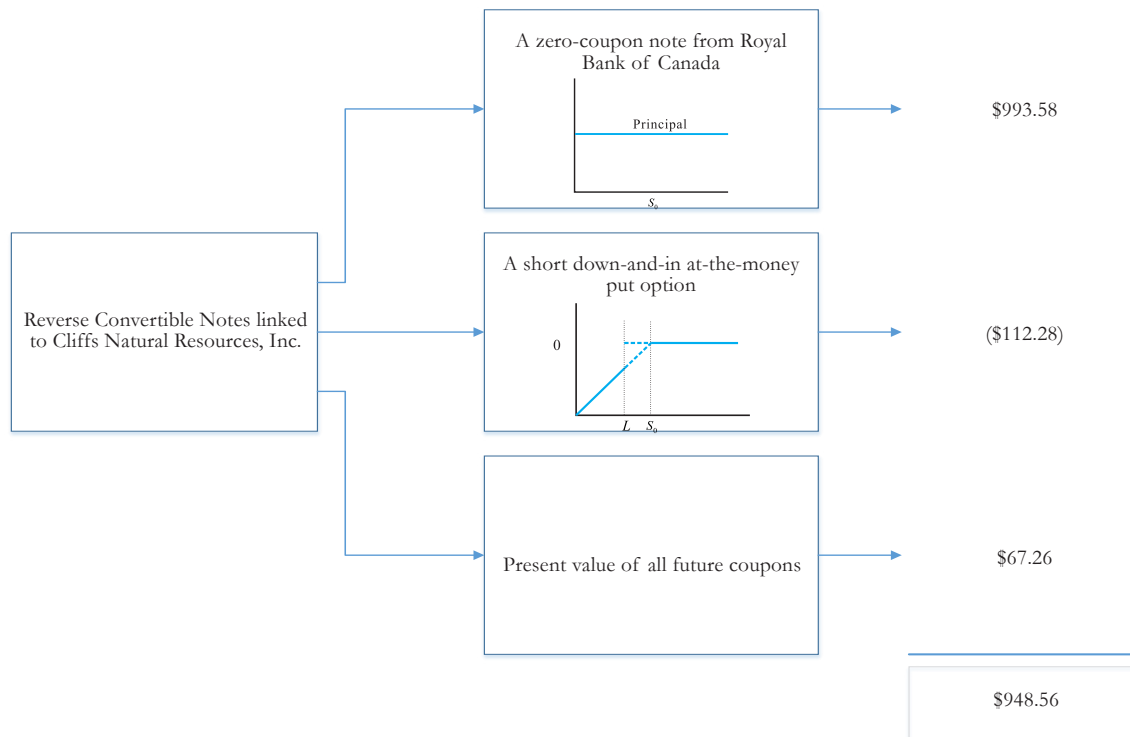 A zero-coupon note from Royal
Bank of Canada
Principal
S₀
$993.58
Reverse Convertible Notes linked
to Cliffs Natural Resources, Inc.
A short down-and-in at-the-money
put option
0
L S₀
($112.28)
Present value of all future coupons
$67.26
$948.56